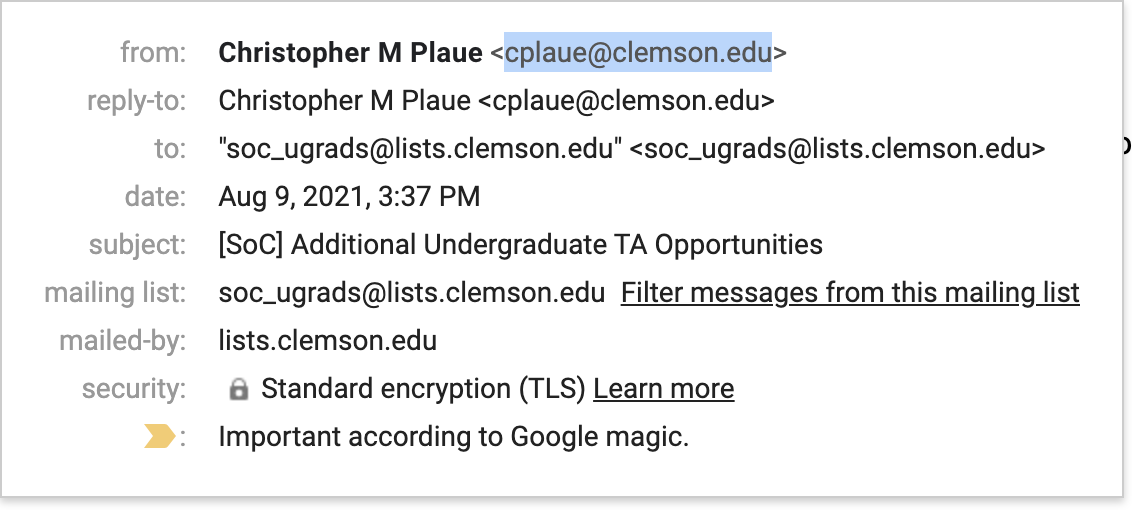 from: Christopher M Plaue <cplaue@clemson.edu>
reply-to: Christopher M Plaue <cplaue@clemson.edu>
to: "soc_ugrads@lists.clemson.edu" <soc_ugrads@lists.clemson.edu>
date: Aug 9, 2021, 3:37 PM
subject: [SoC] Additional Undergraduate TA Opportunities
mailing list: soc_ugrads@lists.clemson.edu Filter messages from this mailing list
mailed-by: lists.clemson.edu
security: Standard encryption (TLS) Learn more
: Important according to Google magic.